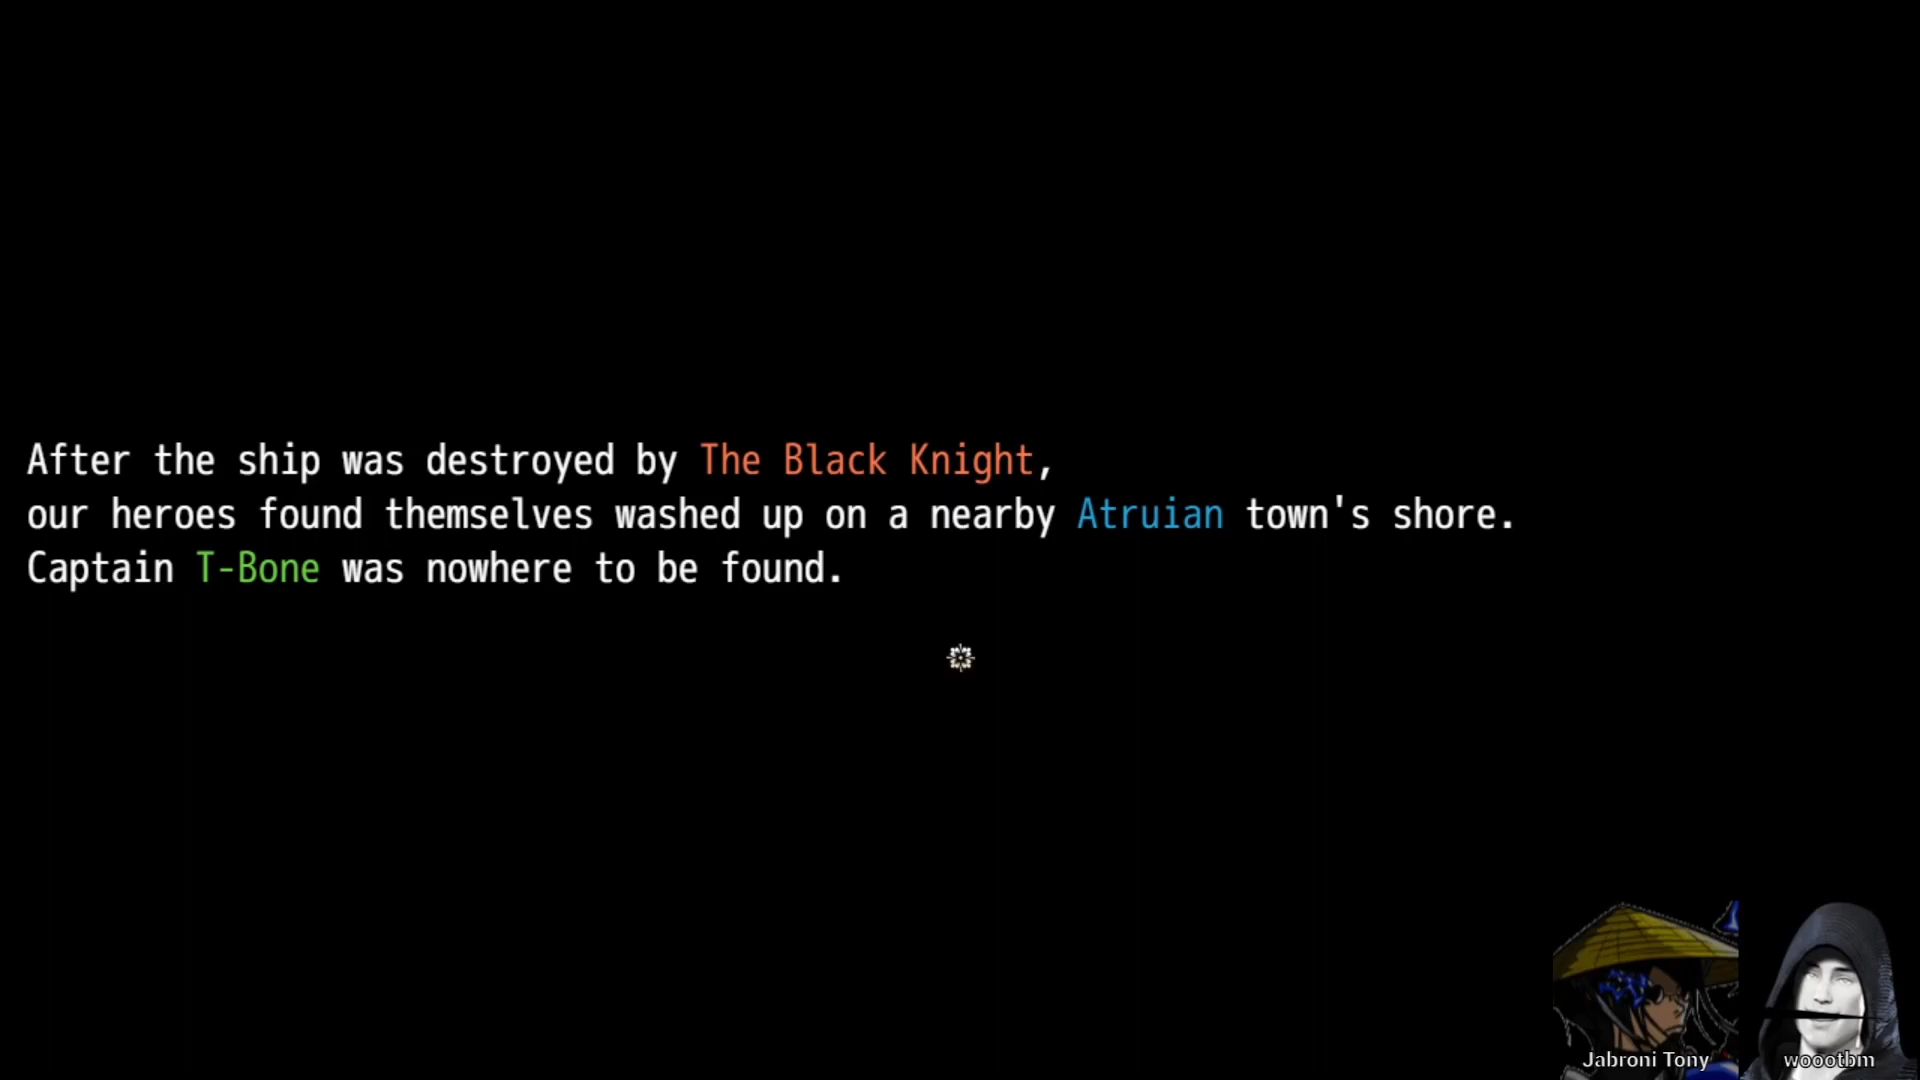 After the ship was destroyed by The Black Knight,
our heroes found themselves washed up on a nearby Atruian town's shore.
Captain T-Bone was nowhere to be found.
Jabroni Tony
woootbm